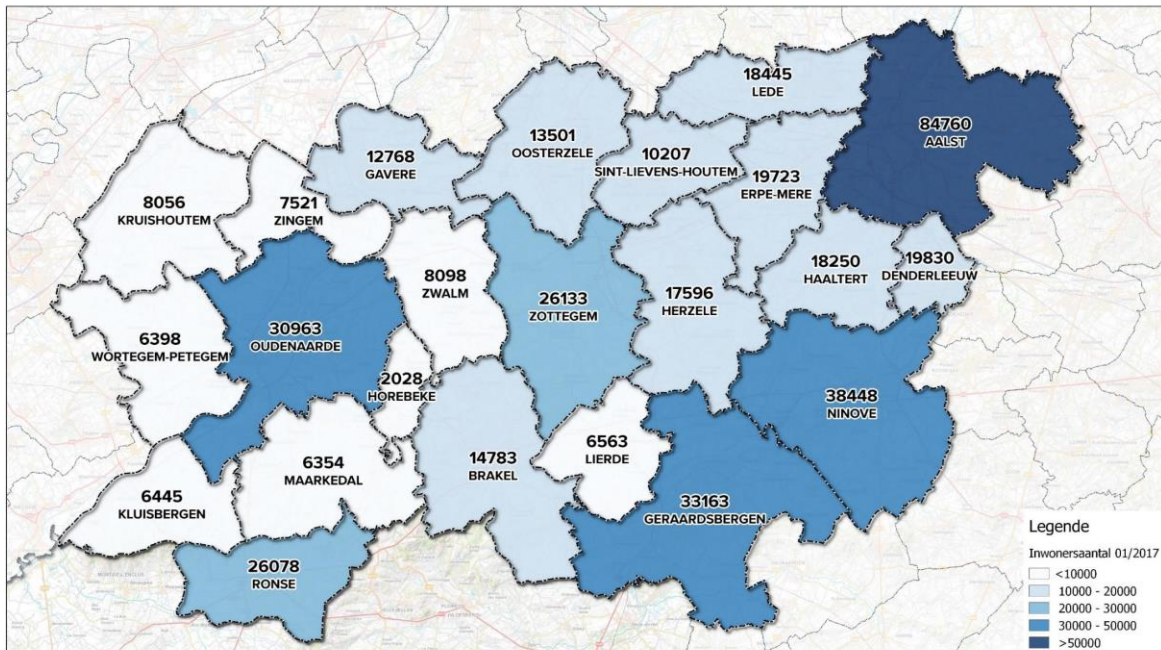 18445
LEDE
84760
AALST
13501
OOSTERZELE
12768
GAVERE
10207
SINT-LIEVENS-HOUTEM
19723
ERPE-MERE
8056
KRUISHOUTEM
7521
ZINGEM
8098
ZWALM
18250
HAALTERT
19830
DENDERLEEUW
26133
ZOTTEGEM
17596
HERZELE
30963
OUDENAARDE
6398
WORTEGEM-PETEGEM
2028
HOREBEKE
38448
NINOVE
14783
BRAKEL
6563
LIERDE
6354
MAARKEDAL
6445
KLUISBERGEN
33163
GERAARDSBERGEN
26078
RONSE
Legende
Inwonersaantal 01/2017
<10000
10000 - 20000
20000 - 30000
30000 - 50000
>50000